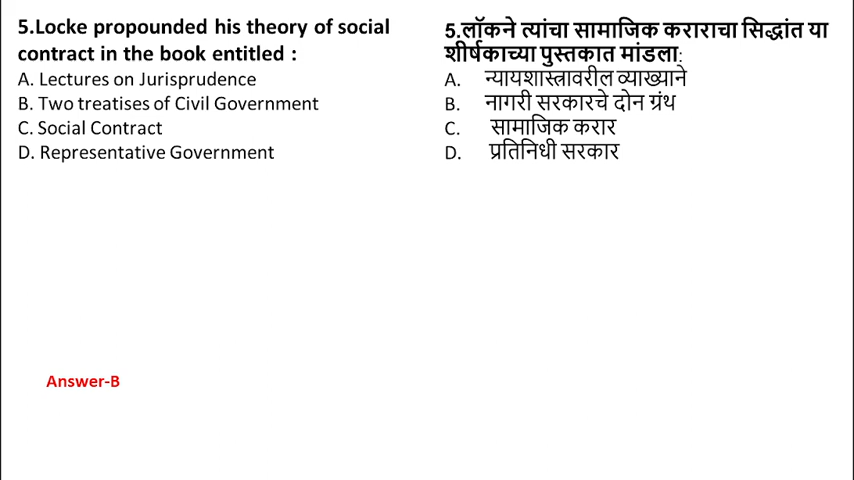 5.Locke propounded his theory of social
contract in the book entitled :
A. Lectures on Jurisprudence
B. Two treatises of Civil Government
C. Social Contract
D. Representative Government
Answer-B
5.लॉकने त्यांचा सामाजिक कराराचा सिद्धांत या
शीर्षकाच्या पुस्तकात मांडला:
A. न्यायशास्त्रावरील व्याख्याने
B. नागरी सरकारचे दोन ग्रंथ
C. सामाजिक करार
D. प्रतिनिधी सरकार